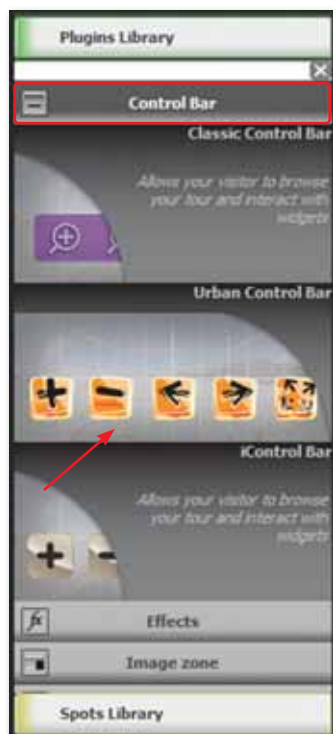 Plugins Library
Control Bar
Classic Control Bar
Allows your visitor to browse
your tour and interact with
widgets
Urban Control Bar
iControl Bar
Allows your visitor to browse
your tour and interact with
widgets
fx Effects
Image zone
Spots Library